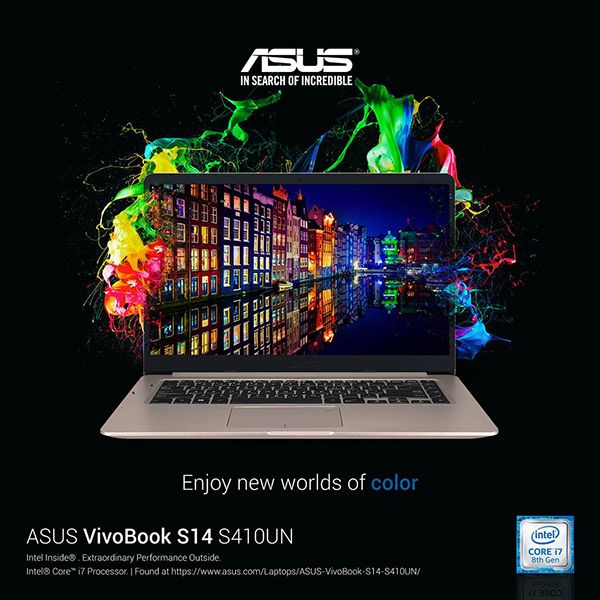 ASUS®
IN SEARCH OF INCREDIBLE
ASUS
Enjoy new worlds of color
ASUS VivoBook S14 S410UN
Intel Inside® . Extraordinary Performance Outside.
Intel® Core™ i7 Processor. | Found at https://www.asus.com/Laptops/ASUS-VivoBook-S14-S410UN/
intel
CORE i7
8th Gen